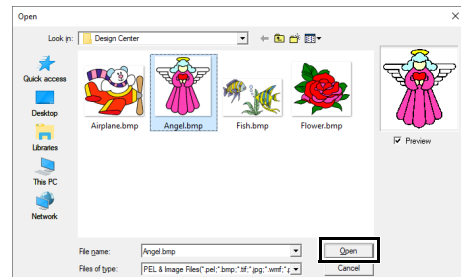 Open
Look in: Design Center
Quick access
Desktop
Libraries
This PC
Network
Airplane.bmp Angel.bmp Fish.bmp Flower.bmp
Preview
File name: Angel.bmp Open
Files of type: PEL & Image Files(*.pel;*.bmp;*.tif;*.jpg;*.wmf;*.p Cancel